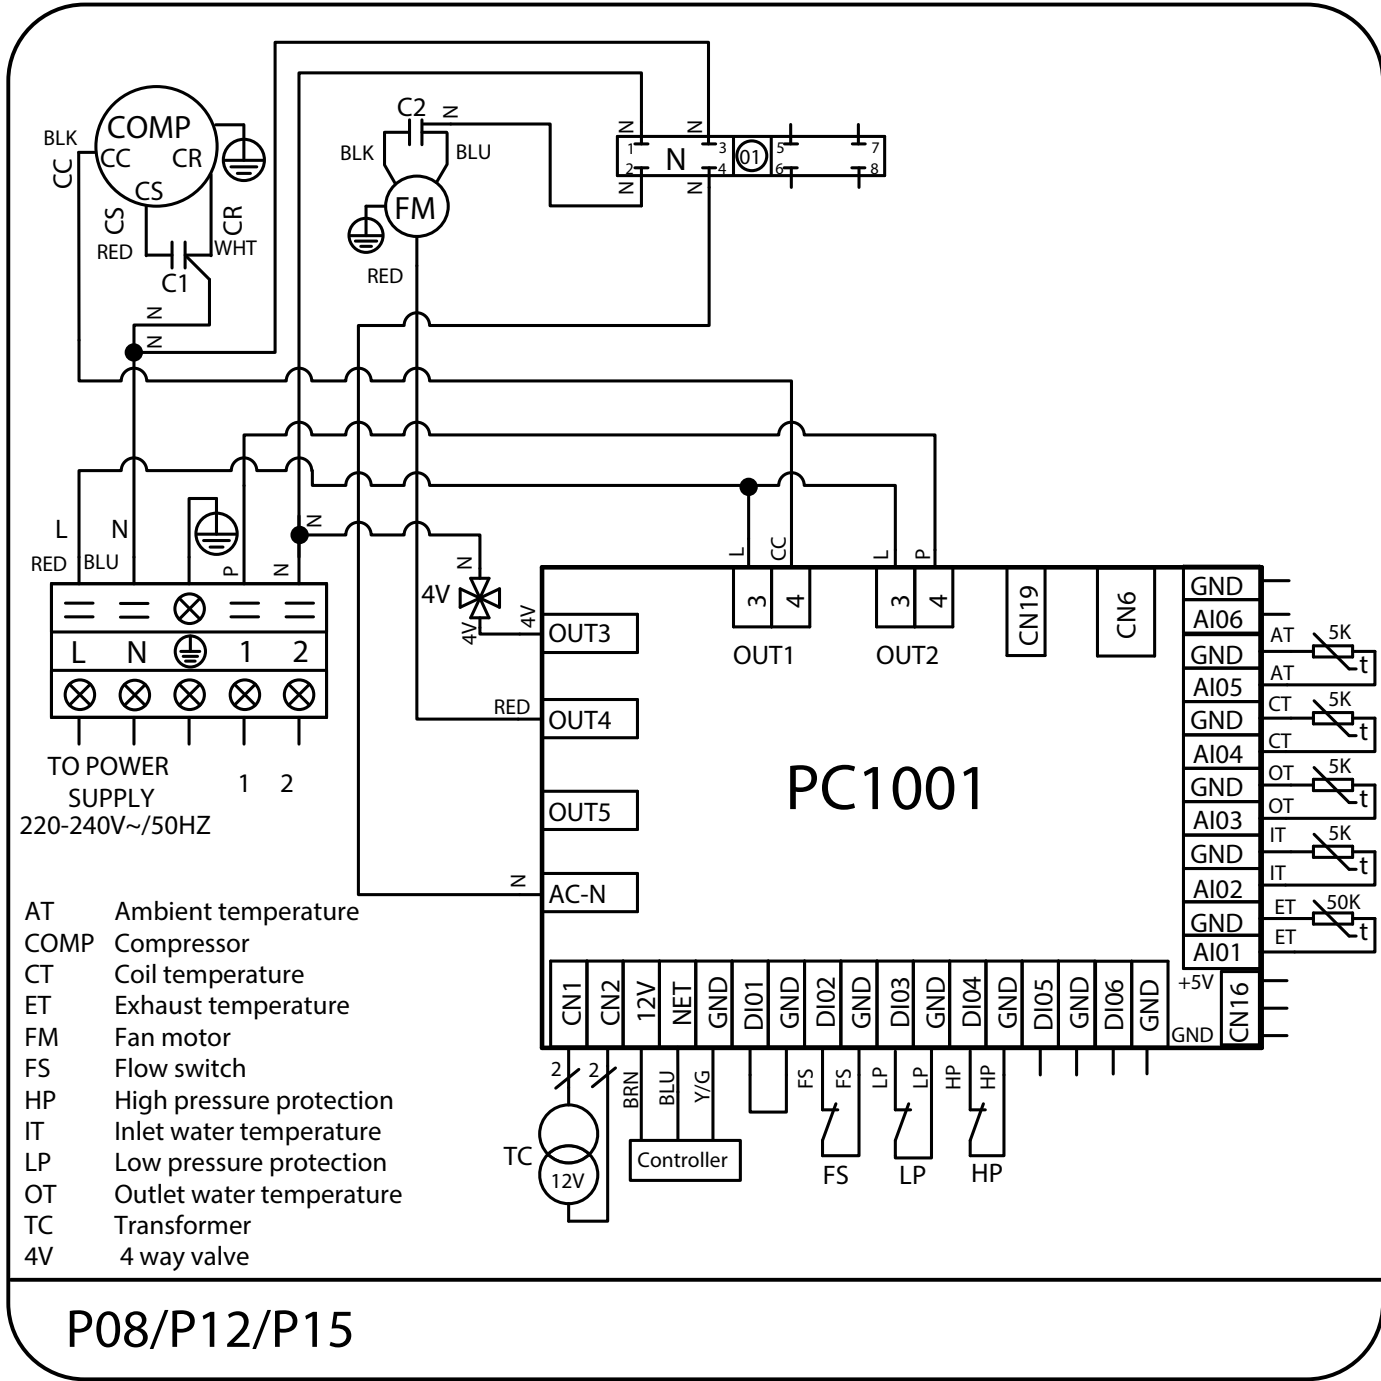 COMP
BLK
CC
CC
CR
CS
CS
CR
RED
WHT
C1
N
N
C2
N
BLK
BLU
FM
RED
N
N
1
3
N
01
5
7
2
4
6
8
N
N
L
N
RED
BLU
P
N
N
L N 1 2
TO POWER
SUPPLY
1 2
220-240V~/50HZ
N
4V
4V
4V
RED
N
L
CC
L
P
3
4
3
4
CN19
CN6
OUT1
OUT2
OUT3
OUT4
OUT5
AC-N
PC1001
GND
AI06
GND
AI05
GND
AI04
GND
AI03
GND
AI02
GND
AI01
AT
5K
t
AT
CT
5K
t
CT
OT
5K
t
OT
IT
5K
t
IT
ET
50K
t
ET
+5V
CN16
GND
CN1
CN2
12V
NET
GND
DI01
GND
DI02
GND
DI03
GND
DI04
GND
DI05
GND
DI06
GND
2
2
BRN
BLU
Y/G
FS
FS
LP
LP
HP
HP
TC
12V
Controller
FS
LP
HP
AT Ambient temperature
COMP Compressor
CT Coil temperature
ET Exhaust temperature
FM Fan motor
FS Flow switch
HP High pressure protection
IT Inlet water temperature
LP Low pressure protection
OT Outlet water temperature
TC Transformer
4V 4 way valve
P08/P12/P15